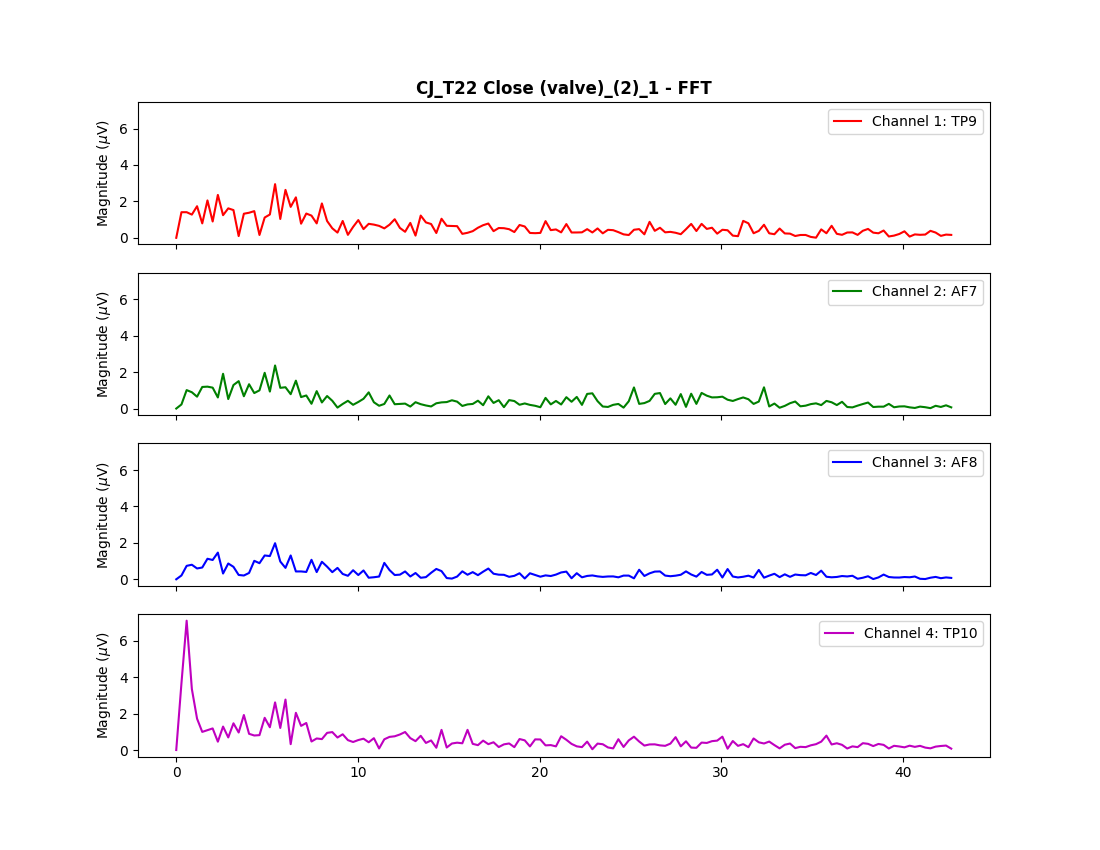 CJ_T22 Close (valve)_(2)_1 - FFT
Magnitude (μV)
6
4
2
0
Channel 1: TP9
Magnitude (μV)
6
4
2
0
Channel 2: AF7
Magnitude (μV)
6
4
2
0
Channel 3: AF8
Magnitude (μV)
6
4
2
0
Channel 4: TP10
0 10 20 30 40